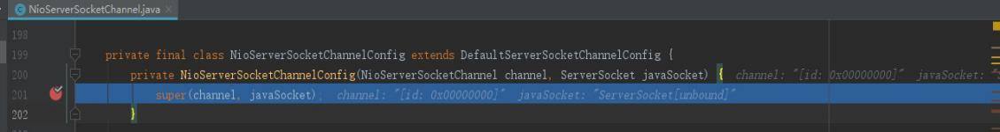 NioServerSocketChannel.java
198
199 private final class NioServerSocketChannelConfig extends DefaultServerSocketChannelConfig {
200 private NioServerSocketChannelConfig(NioServerSocketChannel channel, ServerSocket javaSocket) { channel: "[id: 0x00000000]" javaSocket:
201 super(channel, javaSocket); channel: "[id: 0x00000000]" javaSocket: "ServerSocket[unbound]"
202 }